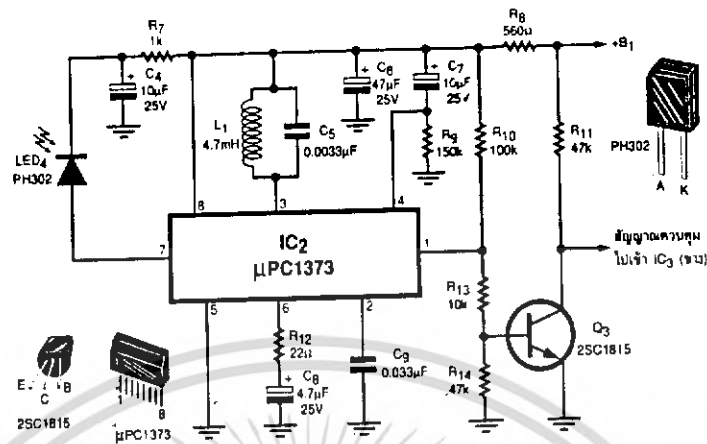 R8
560Ω
+B1
R7
1k
C4
10µF
25V
C6
47µF
25V
C7
10µF
25V
L1
4.7mH
C5
0.0033µF
R9
150k
R10
100k
R11
47k
PH302
A K
LED4
PH302
8
3
4
7
IC2
µPC1373
1
สัญญาณควบคุม
ไปเข้า IC3 (ขา)
5
6
2
R13
10k
Q3
2SC1815
R12
22Ω
C8
4.7µF
25V
C9
0.033µF
R14
47k
E
C
B
2SC1815
1
8
µPC1373